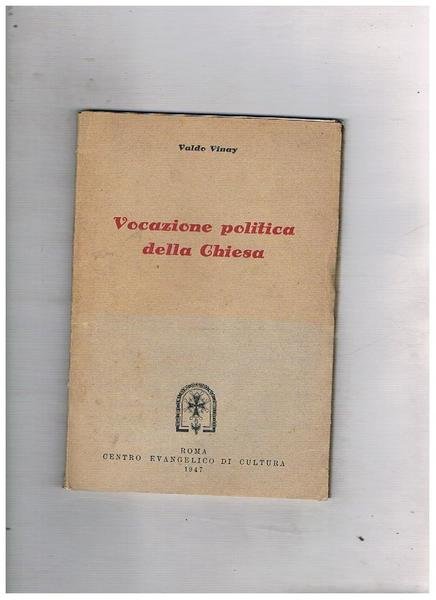 Valdo Vinay
Vocazione politica
della Chiesa
ROMA
CENTRO EVANGELICO DI CULTURA
1947